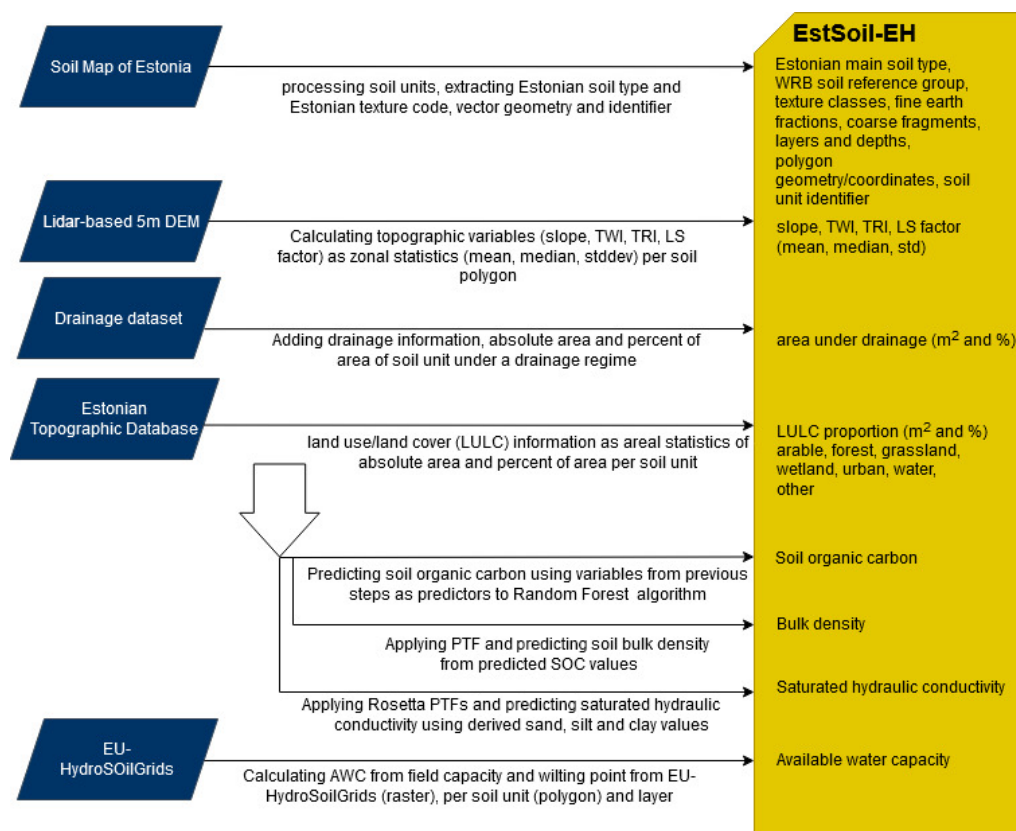 EstSoil-EH
Soil Map of Estonia
processing soil units, extracting Estonian soil type and
Estonian texture code, vector geometry and identifier
Estonian main soil type,
WRB soil reference group,
texture classes, fine earth
fractions, coarse fragments,
layers and depths,
polygon
geometry/coordinates, soil
unit identifier
Lidar-based 5m DEM
Calculating topographic variables (slope, TWI, TRI, LS
factor) as zonal statistics (mean, median, stddev) per soil
polygon
slope, TWI, TRI, LS factor
(mean, median, std)
Drainage dataset
Adding drainage information, absolute area and percent of
area of soil unit under a drainage regime
area under drainage (m² and %)
Estonian
Topographic Database
land use/land cover (LULC) information as areal statistics of
absolute area and percent of area per soil unit
LULC proportion (m² and %)
arable, forest, grassland,
wetland, urban, water,
other
Predicting soil organic carbon using variables from previous
steps as predictors to Random Forest algorithm
Soil organic carbon
Applying PTF and predicting soil bulk density
from predicted SOC values
Bulk density
Applying Rosetta PTFs and predicting saturated hydraulic
conductivity using derived sand, silt and clay values
Saturated hydraulic conductivity
EU-
HydroSOilGrids
Calculating AWC from field capacity and wilting point from EU-
HydroSoilGrids (raster), per soil unit (polygon) and layer
Available water capacity